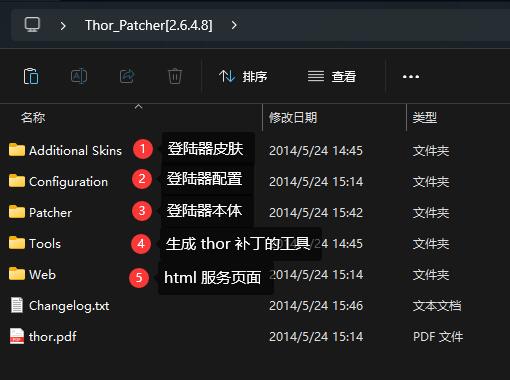 Thor_Patcher[2.6.4.8]
排序 查看
名称 修改日期 类型
Additional Skins 1 登陆器皮肤 2014/5/24 14:45 文件夹
Configuration 2 登陆器配置 2014/5/24 15:14 文件夹
Patcher 3 登陆器本体 2014/5/24 15:42 文件夹
Tools 4 生成 thor 补丁的工具 2014/5/24 14:45 文件夹
Web 5 html 服务页面 2014/5/24 15:14 文件夹
Changelog.txt 2014/5/24 15:46 文本文档
thor.pdf 2014/5/24 15:14 PDF 文件